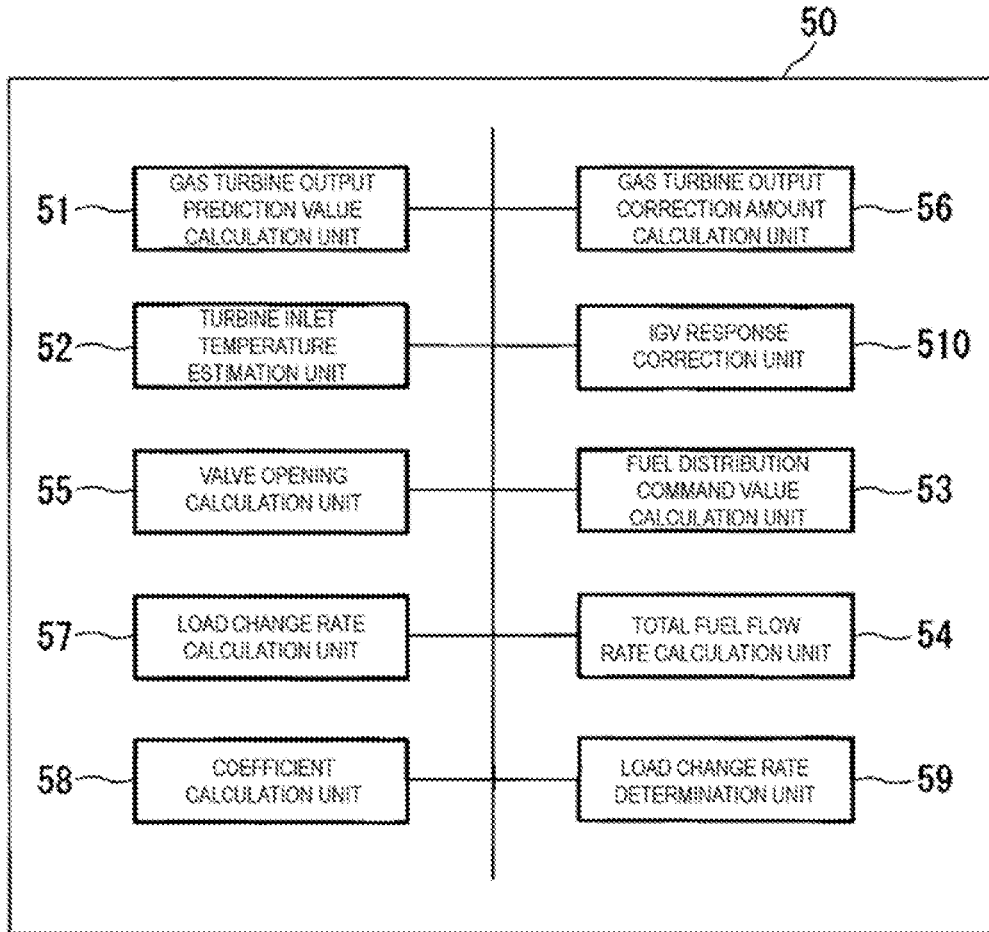 50
51
GAS TURBINE OUTPUT
PREDICTION VALUE
CALCULATION UNIT
GAS TURBINE OUTPUT
CORRECTION AMOUNT
CALCULATION UNIT
56
52
TURBINE INLET
TEMPERATURE
ESTIMATION UNIT
IGV RESPONSE
CORRECTION UNIT
510
55
VALVE OPENING
CALCULATION UNIT
FUEL DISTRIBUTION
COMMAND VALUE
CALCULATION UNIT
53
57
LOAD CHANGE RATE
CALCULATION UNIT
TOTAL FUEL FLOW
RATE CALCULATION UNIT
54
58
COEFFICIENT
CALCULATION UNIT
LOAD CHANGE RATE
DETERMINATION UNIT
59